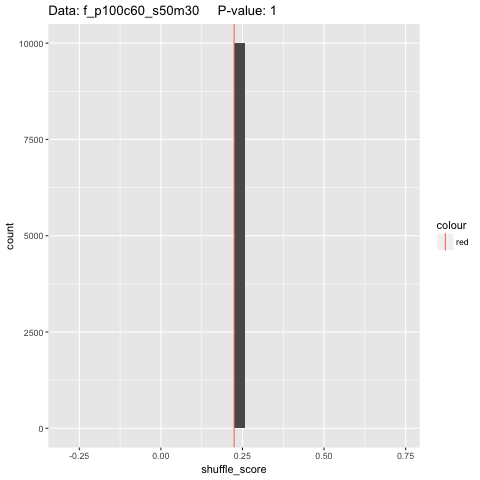 Data: f_p100c60_s50m30     P-value: 1
10000
7500
5000
2500
0
count
-0.25 0.00 0.25 0.50 0.75
shuffle_score
colour
red